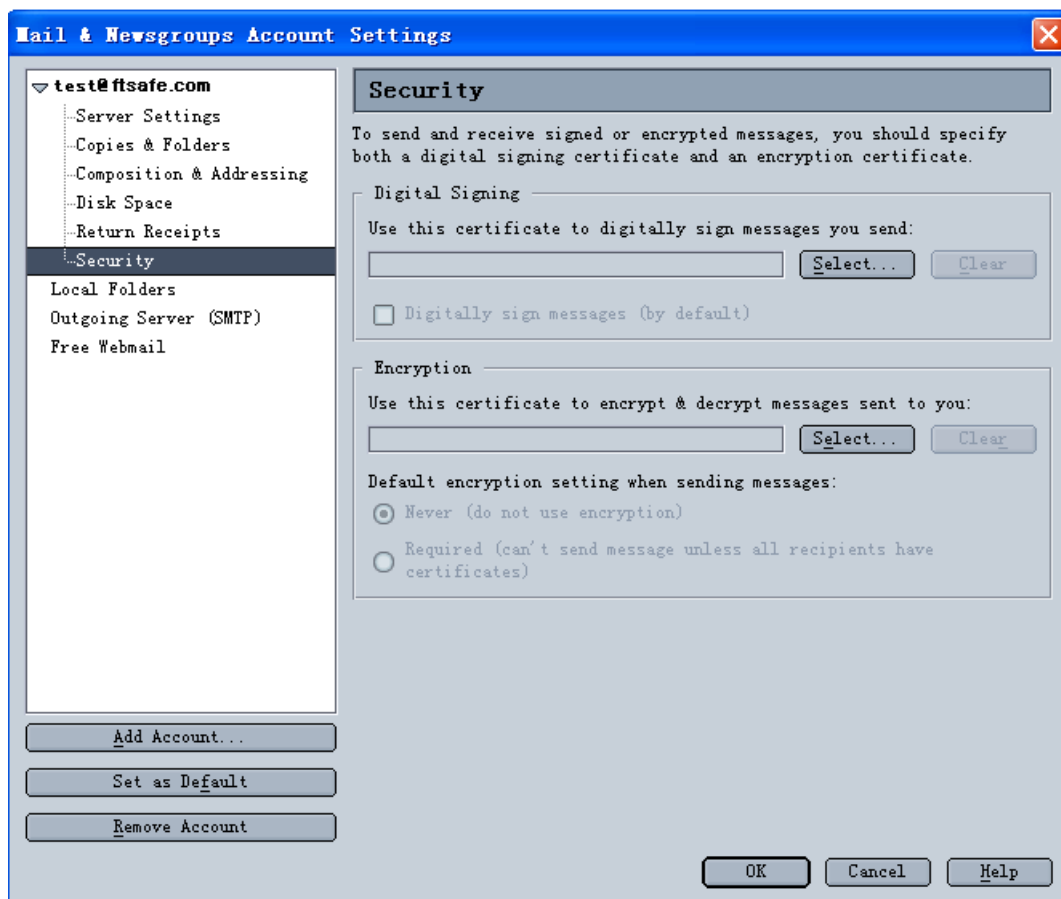 Mail & Newsgroups Account Settings
test@ftsafe.com
Server Settings
Copies & Folders
Composition & Addressing
Disk Space
Return Receipts
Security
Local Folders
Outgoing Server (SMTP)
Free Webmail
Add Account...
Set as Default
Remove Account
Security
To send and receive signed or encrypted messages, you should specify
both a digital signing certificate and an encryption certificate.
Digital Signing
Use this certificate to digitally sign messages you send:
Select... Clear
Digitally sign messages (by default)
Encryption
Use this certificate to encrypt & decrypt messages sent to you:
Select... Clear
Default encryption setting when sending messages:
Never (do not use encryption)
Required (can't send message unless all recipients have
certificates)
OK Cancel Help